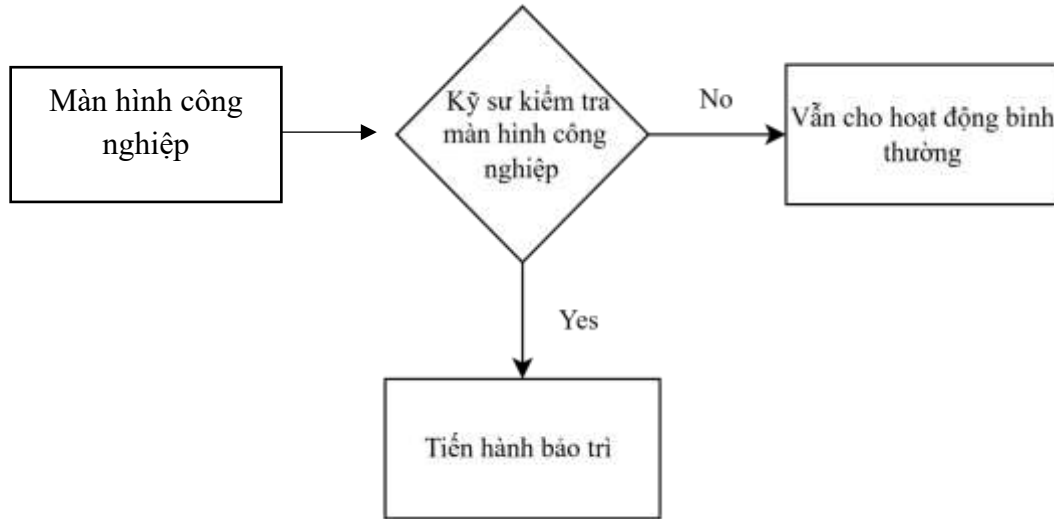 Màn hình công
nghiệp
Kỹ sư kiểm tra
màn hình công
nghiệp
No
Vẫn cho hoạt động bình
thường
Yes
Tiến hành bảo trì